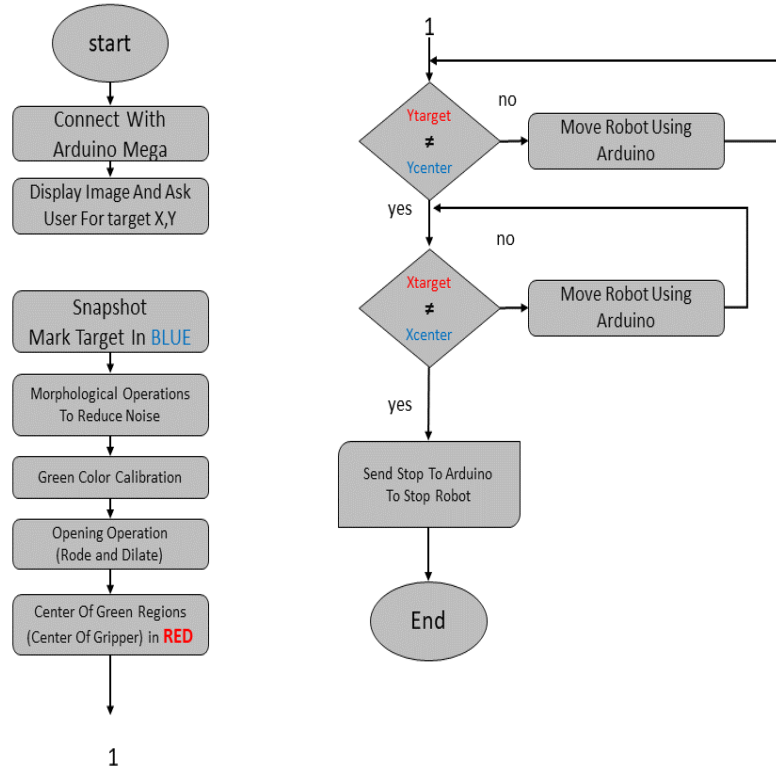 start
Connect With
Arduino Mega
Display Image And Ask
User For target X,Y
Snapshot
Mark Target In BLUE
Morphological Operations
To Reduce Noise
Green Color Calibration
Opening Operation
(Rode and Dilate)
Center Of Green Regions
(Center Of Gripper) in RED
1
1
Ytarget
≠
Ycenter
no
Move Robot Using
Arduino
yes
Xtarget
≠
Xcenter
no
Move Robot Using
Arduino
yes
Send Stop To Arduino
To Stop Robot
End